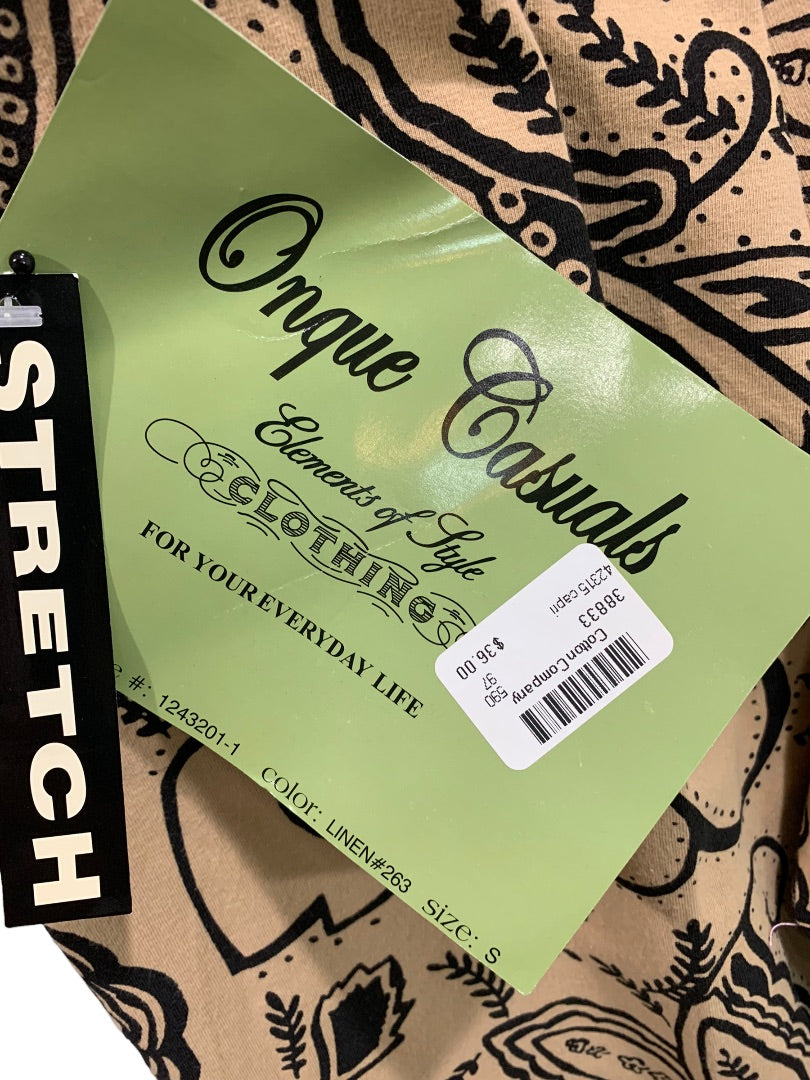 Onque Casuals
Elements of Style
CLOTHING
FOR YOUR EVERYDAY LIFE
#: 1243201-1 color: LINEN#263 size: S
STRETCH
Cotton Company
590
97
$36.00
38833
42315 capri